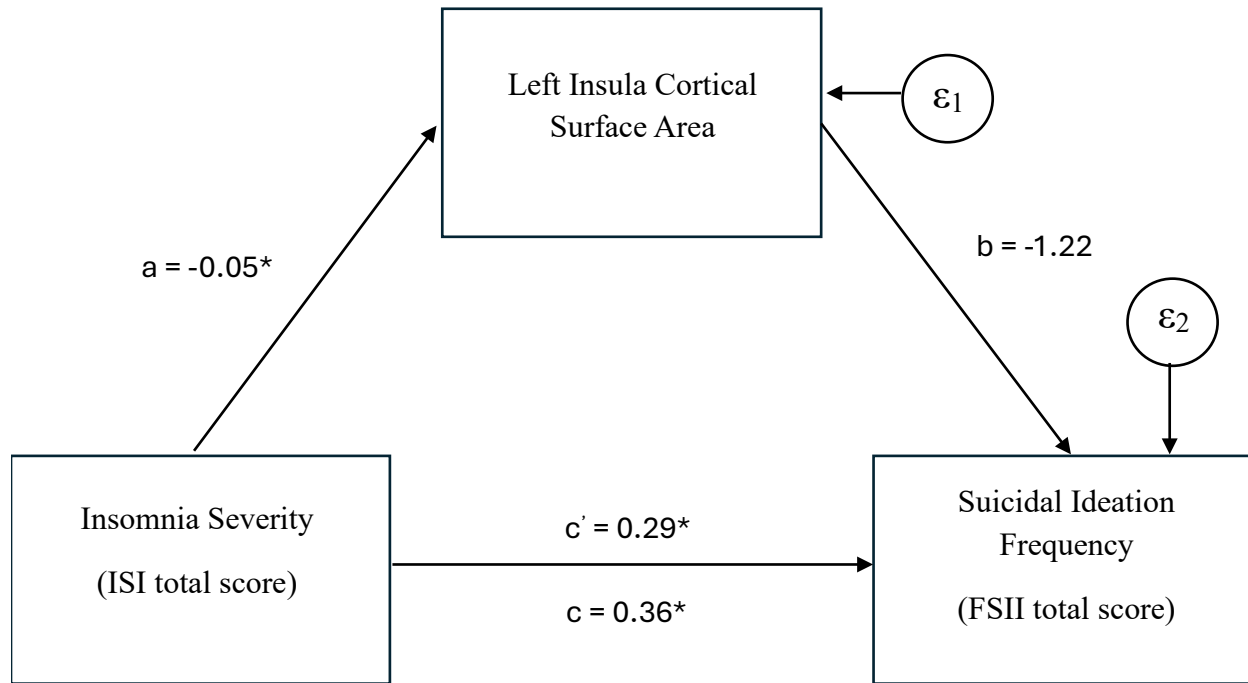 Left Insula Cortical
Surface Area
ε1
a = -0.05*
b = -1.22
ε2
Insomnia Severity
(ISI total score)
c’ = 0.29*
c = 0.36*
Suicidal Ideation
Frequency
(FSII total score)